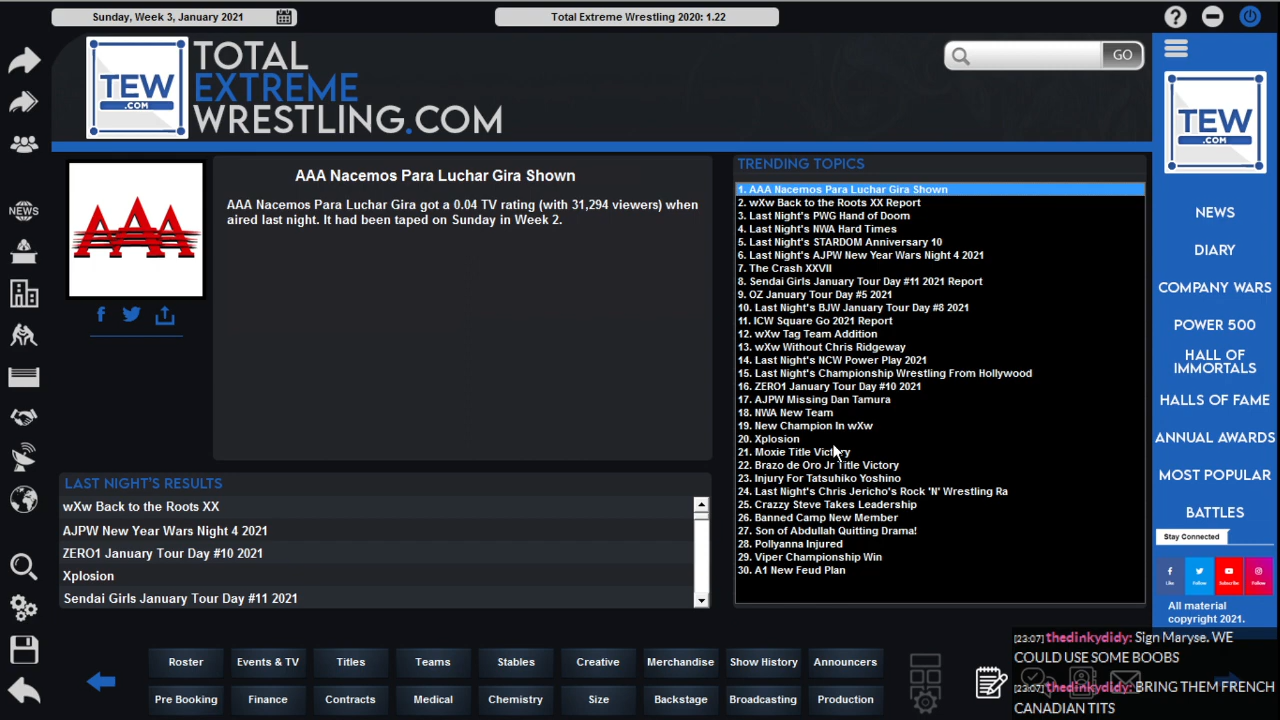 Sunday, Week 3, January 2021
Total Extreme Wrestling 2020: 1.22
TEW
.COM
TOTAL
EXTREME
WRESTLING.COM
GO
TEW
.COM
AAA
AAA Nacemos Para Luchar Gira Shown
AAA Nacemos Para Luchar Gira got a 0.04 TV rating (with 31,294 viewers) when
aired last night. It had been taped on Sunday in Week 2.
TRENDING TOPICS
1. AAA Nacemos Para Luchar Gira Shown
2. wXw Back to the Roots XX Report
3. Last Night's PWG Hand of Doom
4. Last Night's NWA Hard Times
5. Last Night's STARDOM Anniversary 10
6. Last Night's AJPW New Year Wars Night 4 2021
7. The Crash XXVII
8. Sendai Girls January Tour Day #11 2021 Report
9. OZ January Tour Day #5 2021
10. Last Night's BJW January Tour Day #8 2021
11. ICW Square Go 2021 Report
12. wXw Tag Team Addition
13. wXw Without Chris Ridgeway
14. Last Night's NCW Power Play 2021
15. Last Night's Championship Wrestling From Hollywood
16. ZERO1 January Tour Day #10 2021
17. AJPW Missing Dan Tamura
18. NWA New Team
19. New Champion In wXw
20. Xplosion
21. Moxie Title Victory
22. Brazo de Oro Jr Title Victory
23. Injury For Tatsuhiko Yoshino
24. Last Night's Chris Jericho's Rock 'N' Wrestling Ra
25. Crazzy Steve Takes Leadership
26. Banned Camp New Member
27. Son of Abdullah Quitting Drama!
28. Pollyanna Injured
29. Viper Championship Win
30. A1 New Feud Plan
NEWS
NEWS
DIARY
COMPANY WARS
POWER 500
HALL OF
IMMORTALS
HALLS OF FAME
ANNUAL AWARDS
MOST POPULAR
BATTLES
Stay Connected
Like
Follow
Subscribe
Follow
All material
copyright 2021.
LAST NIGHT'S RESULTS
wXw Back to the Roots XX
AJPW New Year Wars Night 4 2021
ZERO1 January Tour Day #10 2021
Xplosion
Sendai Girls January Tour Day #11 2021
Roster
Events & TV
Titles
Teams
Stables
Creative
Merchandise
Show History
Announcers
Pre Booking
Finance
Contracts
Medical
Chemistry
Size
Backstage
Broadcasting
Production
[23:07] thedinkydidy: Sign Maryse. WE
COULD USE SOME BOOBS
[23:07] thedinkydidy: BRING THEM FRENCH
CANADIAN TITS